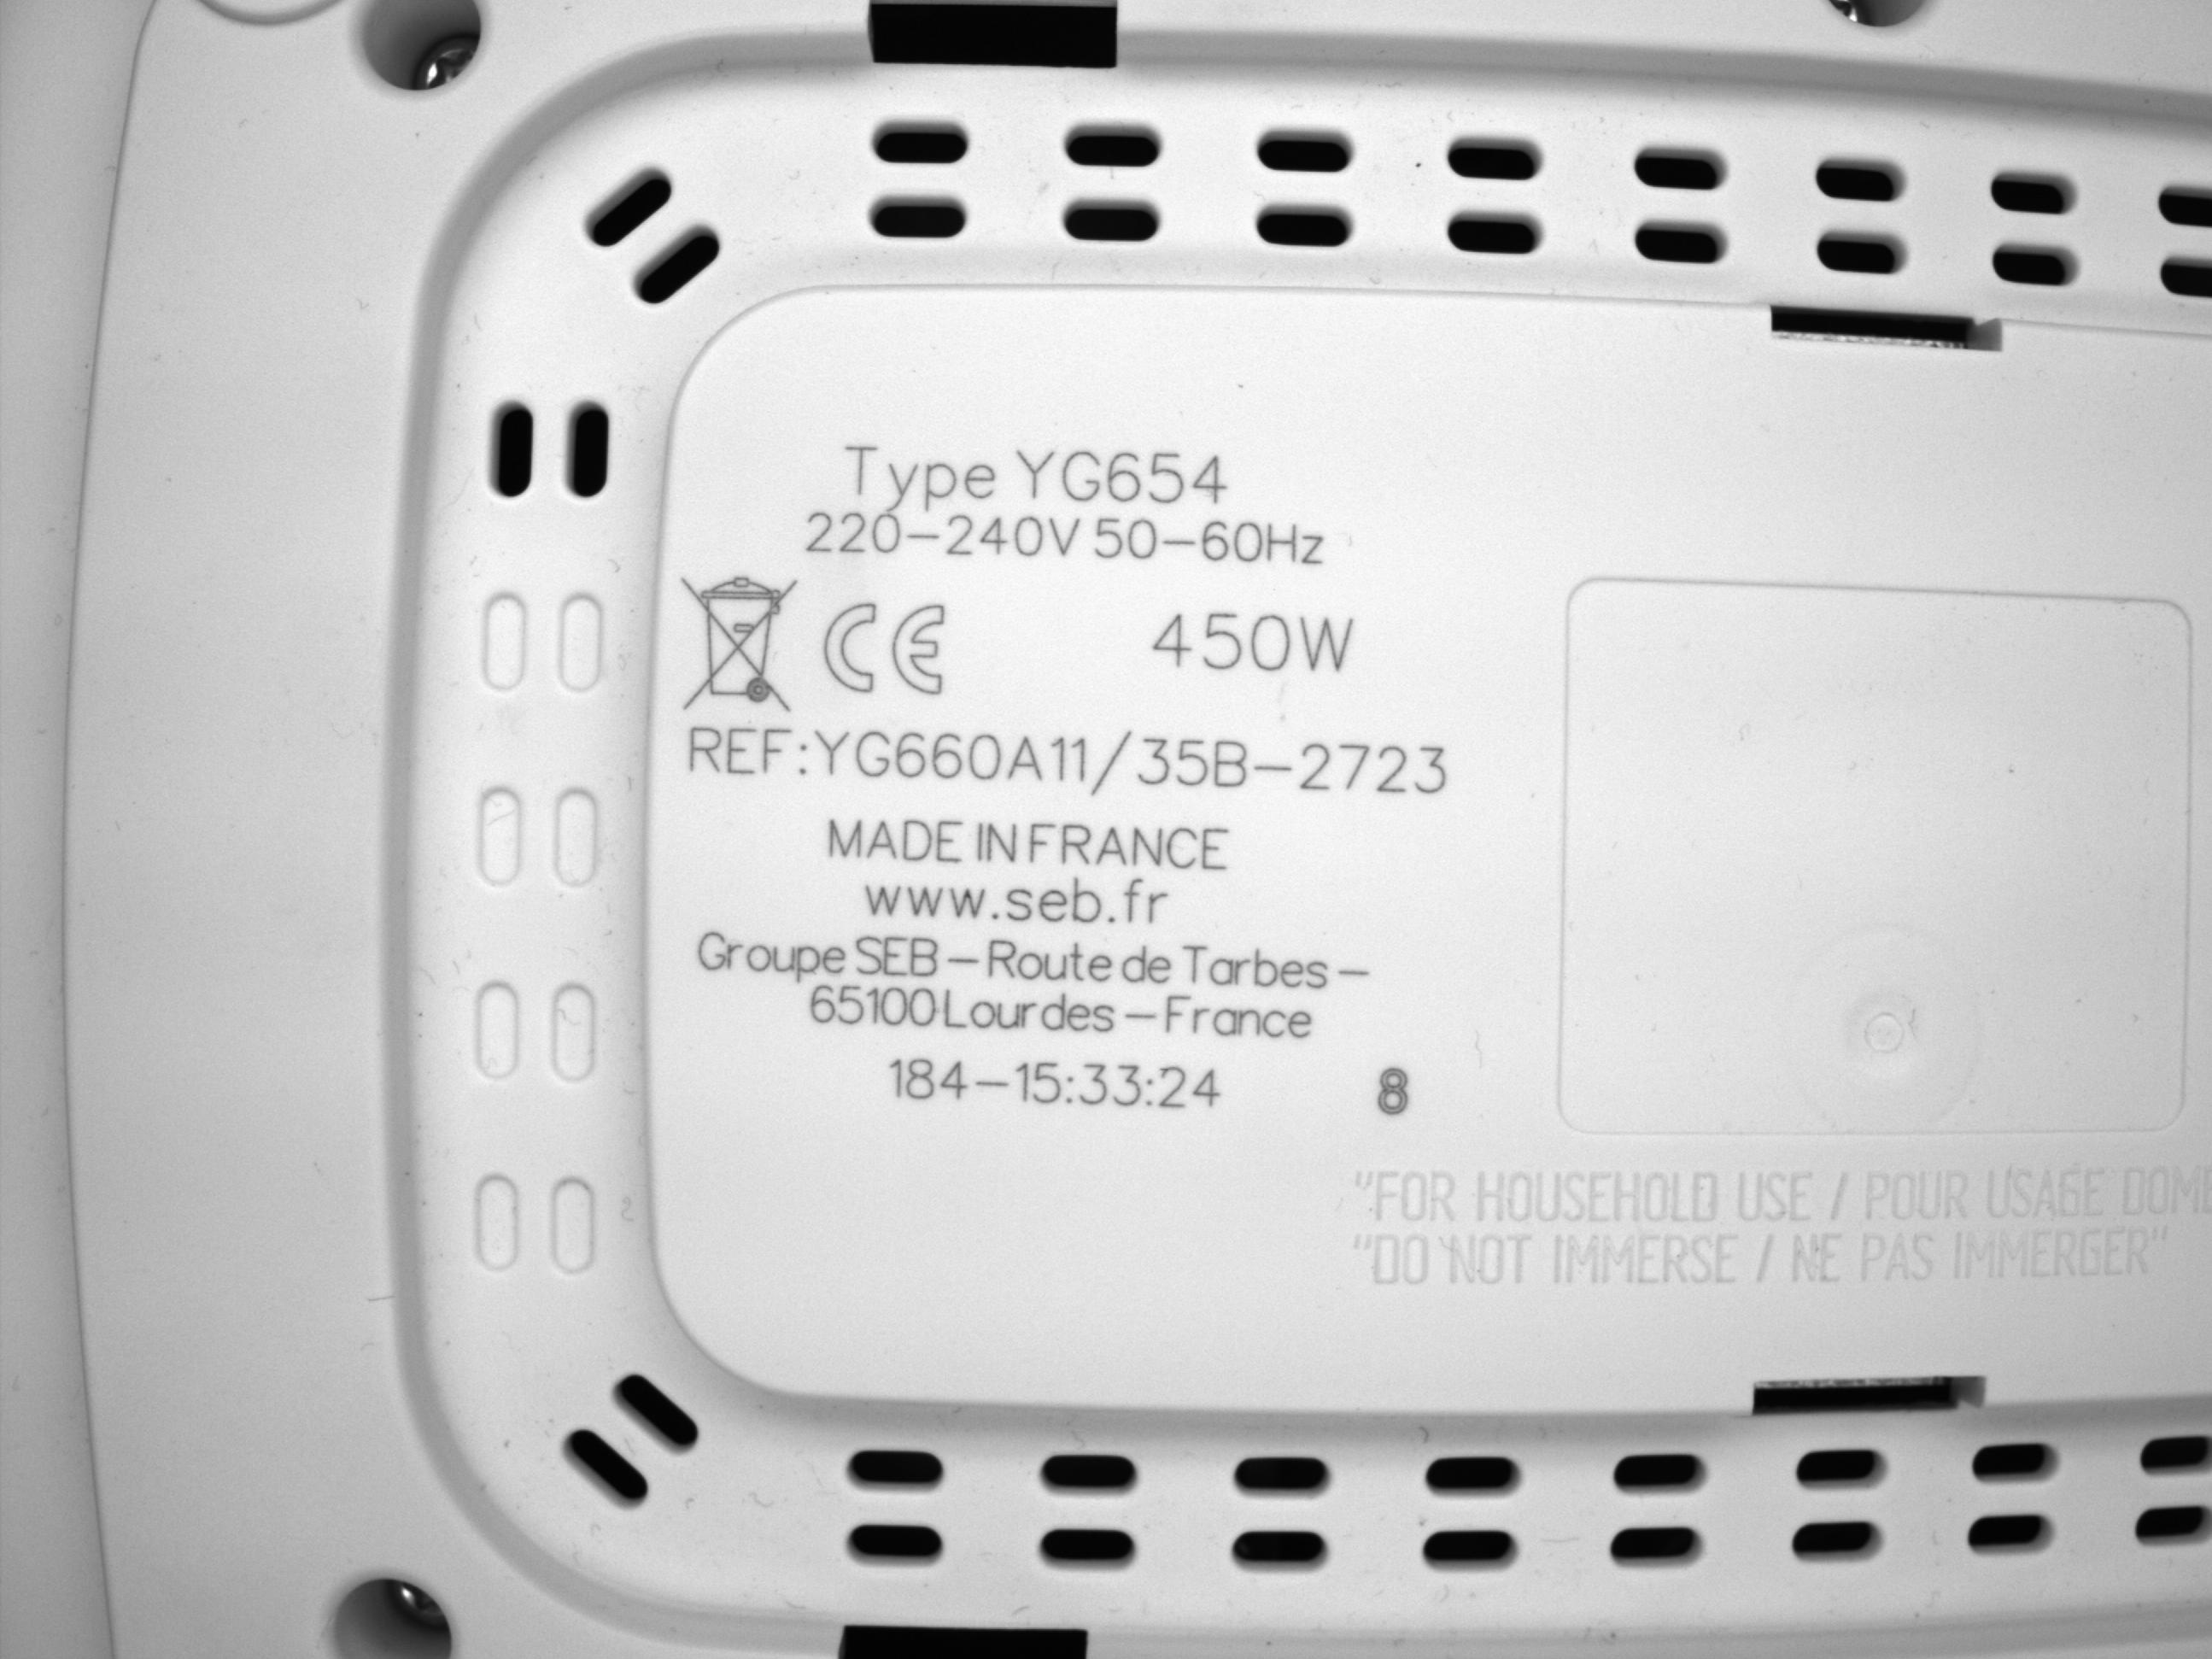 Type YG654
220-240V 50-60Hz
CE 450W
REF:YG660A11/35B-2723
MADE IN FRANCE
www.seb.fr
Groupe SEB - Route de Tarbes -
65100 Lourdes - France
184-15:33:24 8
"FOR HOUSEHOLD USE / POUR USAGE
"DO NOT IMMERSE / NE PAS IMMERGER"